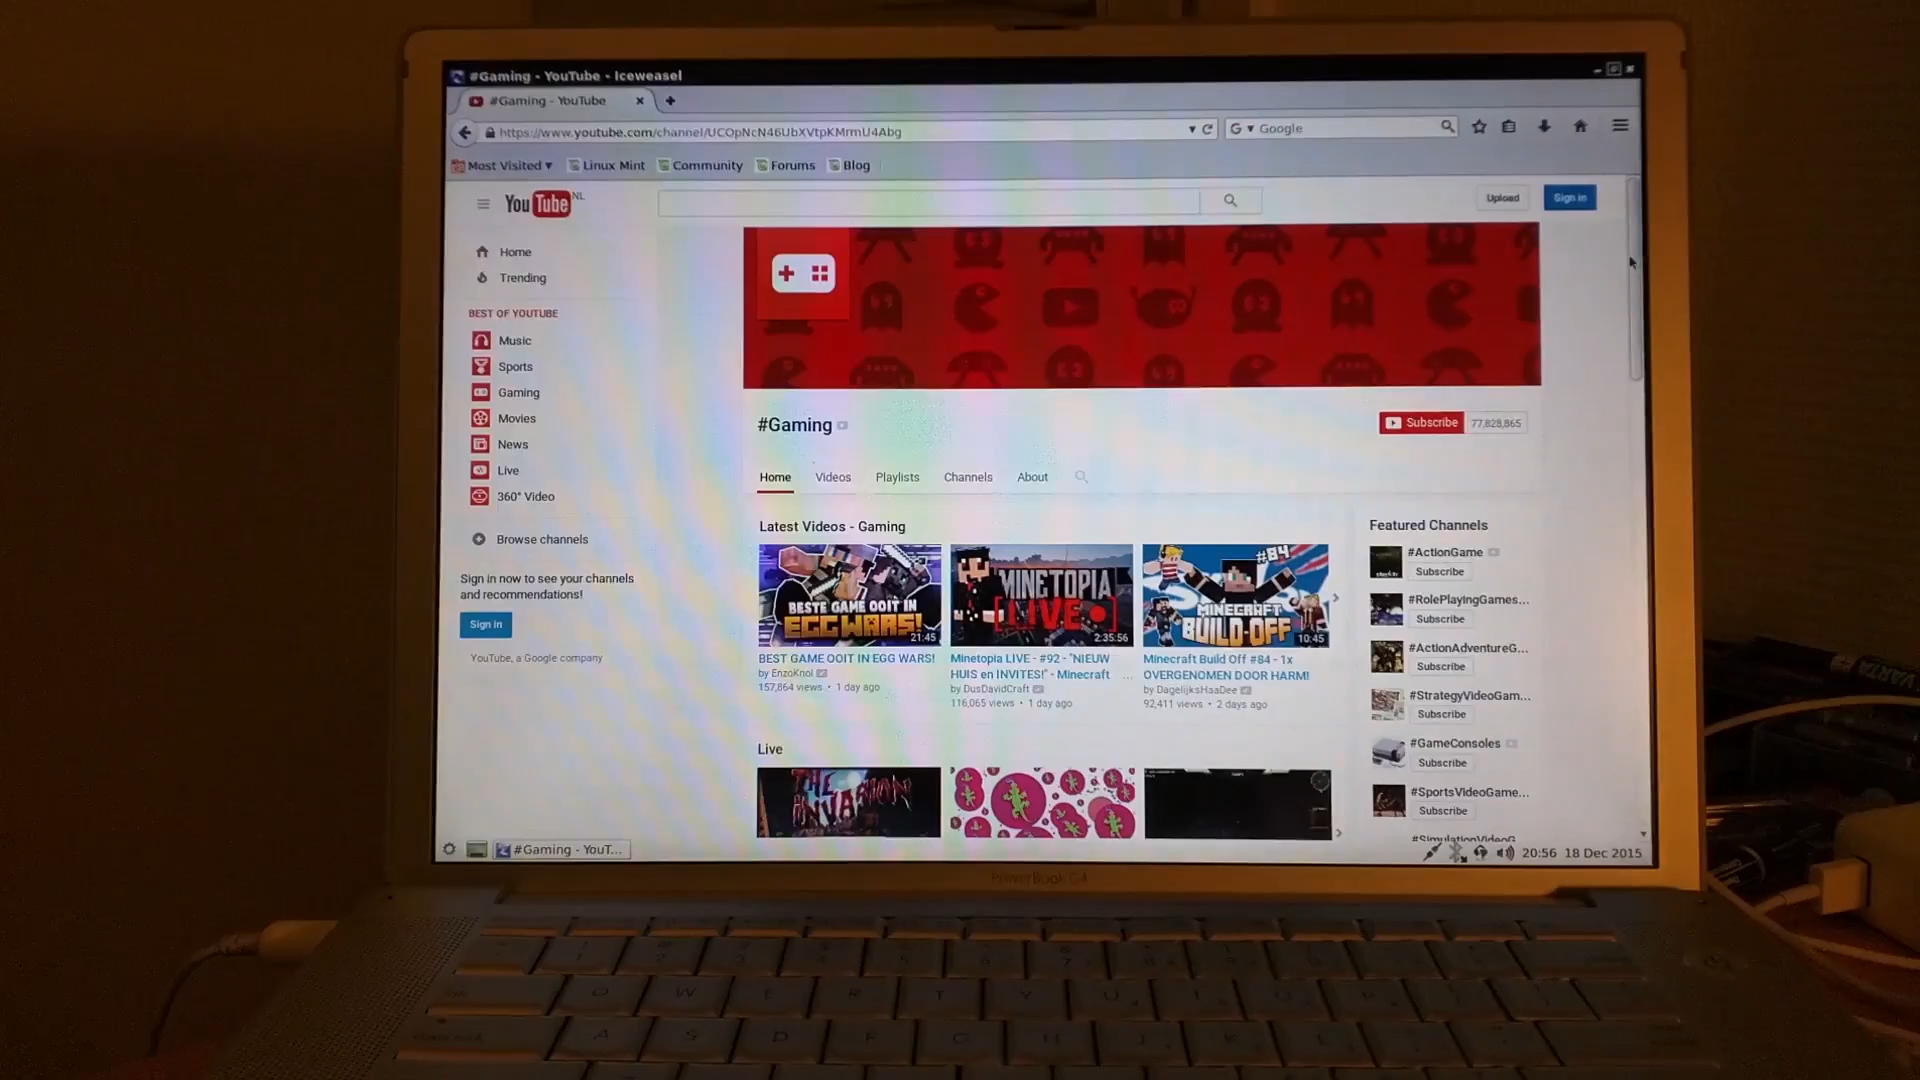 #Gaming - YouTube - Iceweasel
#Gaming - YouTube
https://www.youtube.com/channel/UCOpNcN46UbXVtpKMrmU4Abg
Google
Most Visited
Linux Mint
Community
Forums
Blog
YouTube NL
Upload
Sign in
Home
Trending
BEST OF YOUTUBE
Music
Sports
Gaming
Movies
News
Live
360° Video
Browse channels
Sign in now to see your channels
and recommendations!
Sign in
YouTube, a Google company
#Gaming
Subscribe 77,828,865
Home Videos Playlists Channels About
Latest Videos - Gaming
BESTE GAME OOIT IN
EGG WARS!
21:45
BEST GAME OOIT IN EGG WARS!
by EnzoKnol
157,864 views • 1 day ago
MINETOPIA
LIVE
2:35:56
Minetopia LIVE - #92 - "NIEUW
HUIS en INVITES!" - Minecraft ...
by DusDavidCraft
116,065 views • 1 day ago
#84
MINECRAFT
BUILD-OFF
10:45
Minecraft Build Off #84 - 1x
OVERGENOMEN DOOR HARM!
by DagelijksHaaDee
92,411 views • 2 days ago
Live
THE
INVASION
Featured Channels
#ActionGame
Subscribe
#RolePlayingGames...
Subscribe
#ActionAdventureG...
Subscribe
#StrategyVideoGam...
Subscribe
#GameConsoles
Subscribe
#SportsVideoGame...
Subscribe
#SimulationVideoG
#Gaming - YouT...
20:56 18 Dec 2015
PowerBook G4
VARTA
Q W E R T Y U I O P
A S D F G H J K L